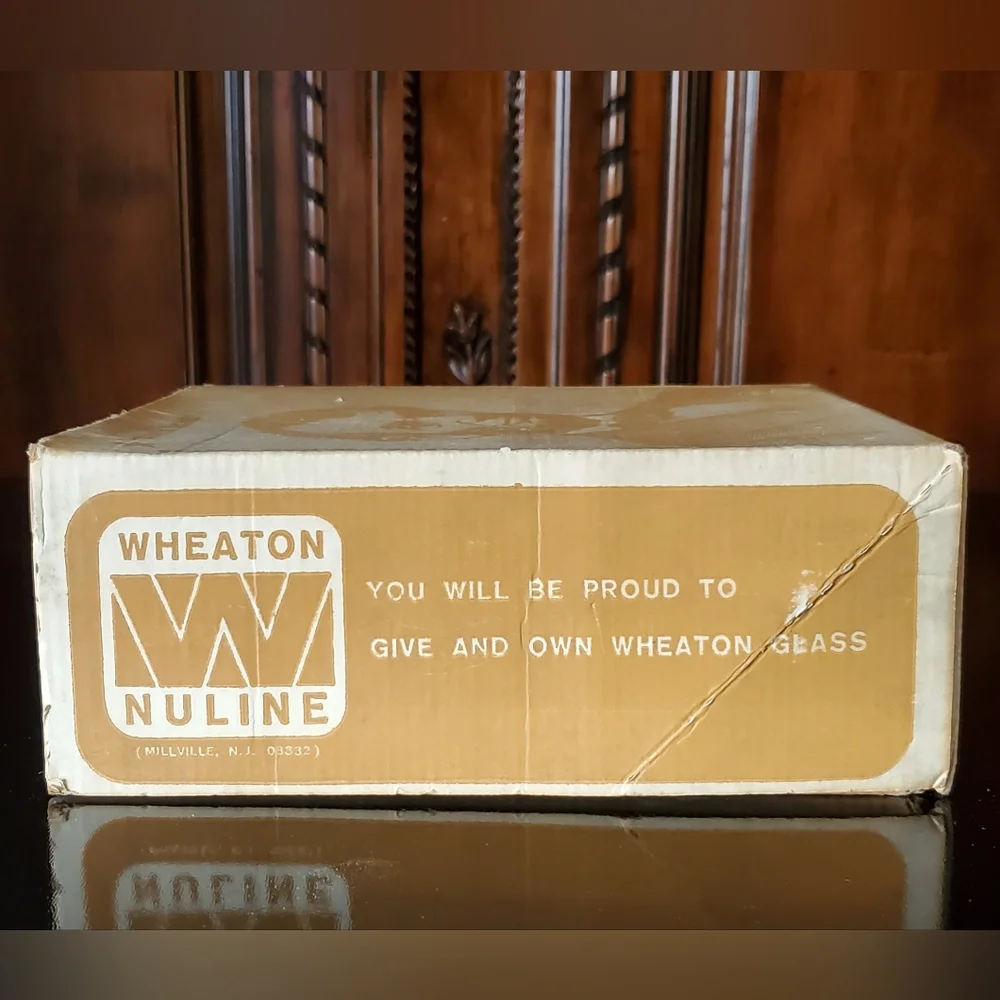 WHEATON
W
NULINE
(MILLVILLE, N.J. 08332)
YOU WILL BE PROUD TO
GIVE AND OWN WHEATON GLASS